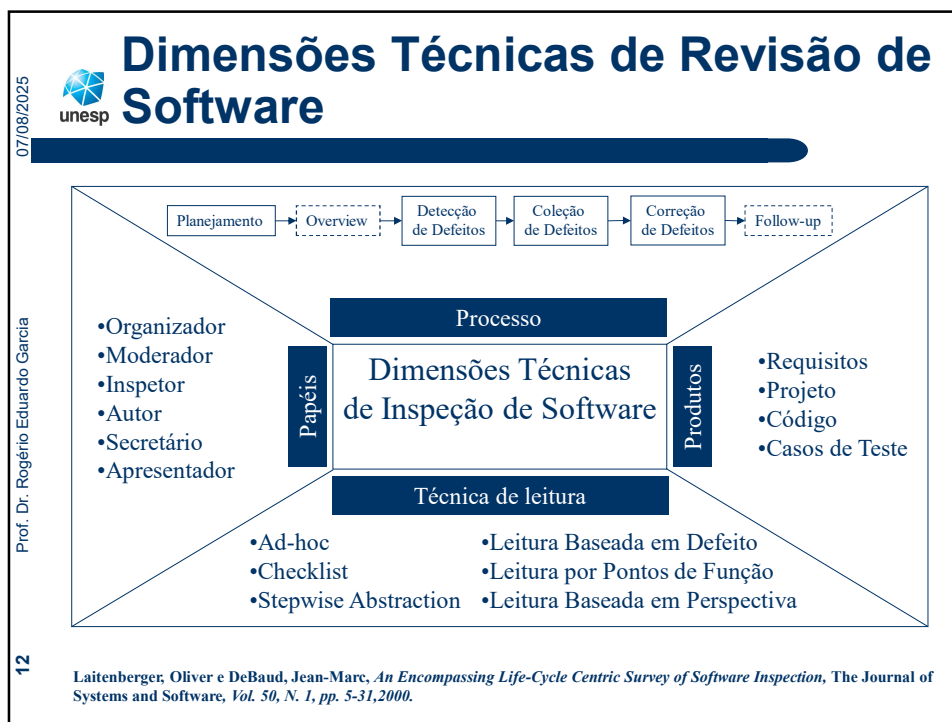 Dimensões Técnicas de Revisão de
Software
unesp
07/08/2025
Planejamento
Overview
Detecção
de Defeitos
Coleção
de Defeitos
Correção
de Defeitos
Follow-up
Processo
•Organizador
•Moderador
•Inspetor
•Autor
•Secretário
•Apresentador
Papéis
Dimensões Técnicas
de Inspeção de Software
Produtos
•Requisitos
•Projeto
•Código
•Casos de Teste
Técnica de leitura
•Ad-hoc
•Checklist
•Stepwise Abstraction
•Leitura Baseada em Defeito
•Leitura por Pontos de Função
•Leitura Baseada em Perspectiva
Prof. Dr. Rogério Eduardo Garcia
12
Laitenberger, Oliver e DeBaud, Jean-Marc, An Encompassing Life-Cycle Centric Survey of Software Inspection, The Journal of
Systems and Software, Vol. 50, N. 1, pp. 5-31,2000.